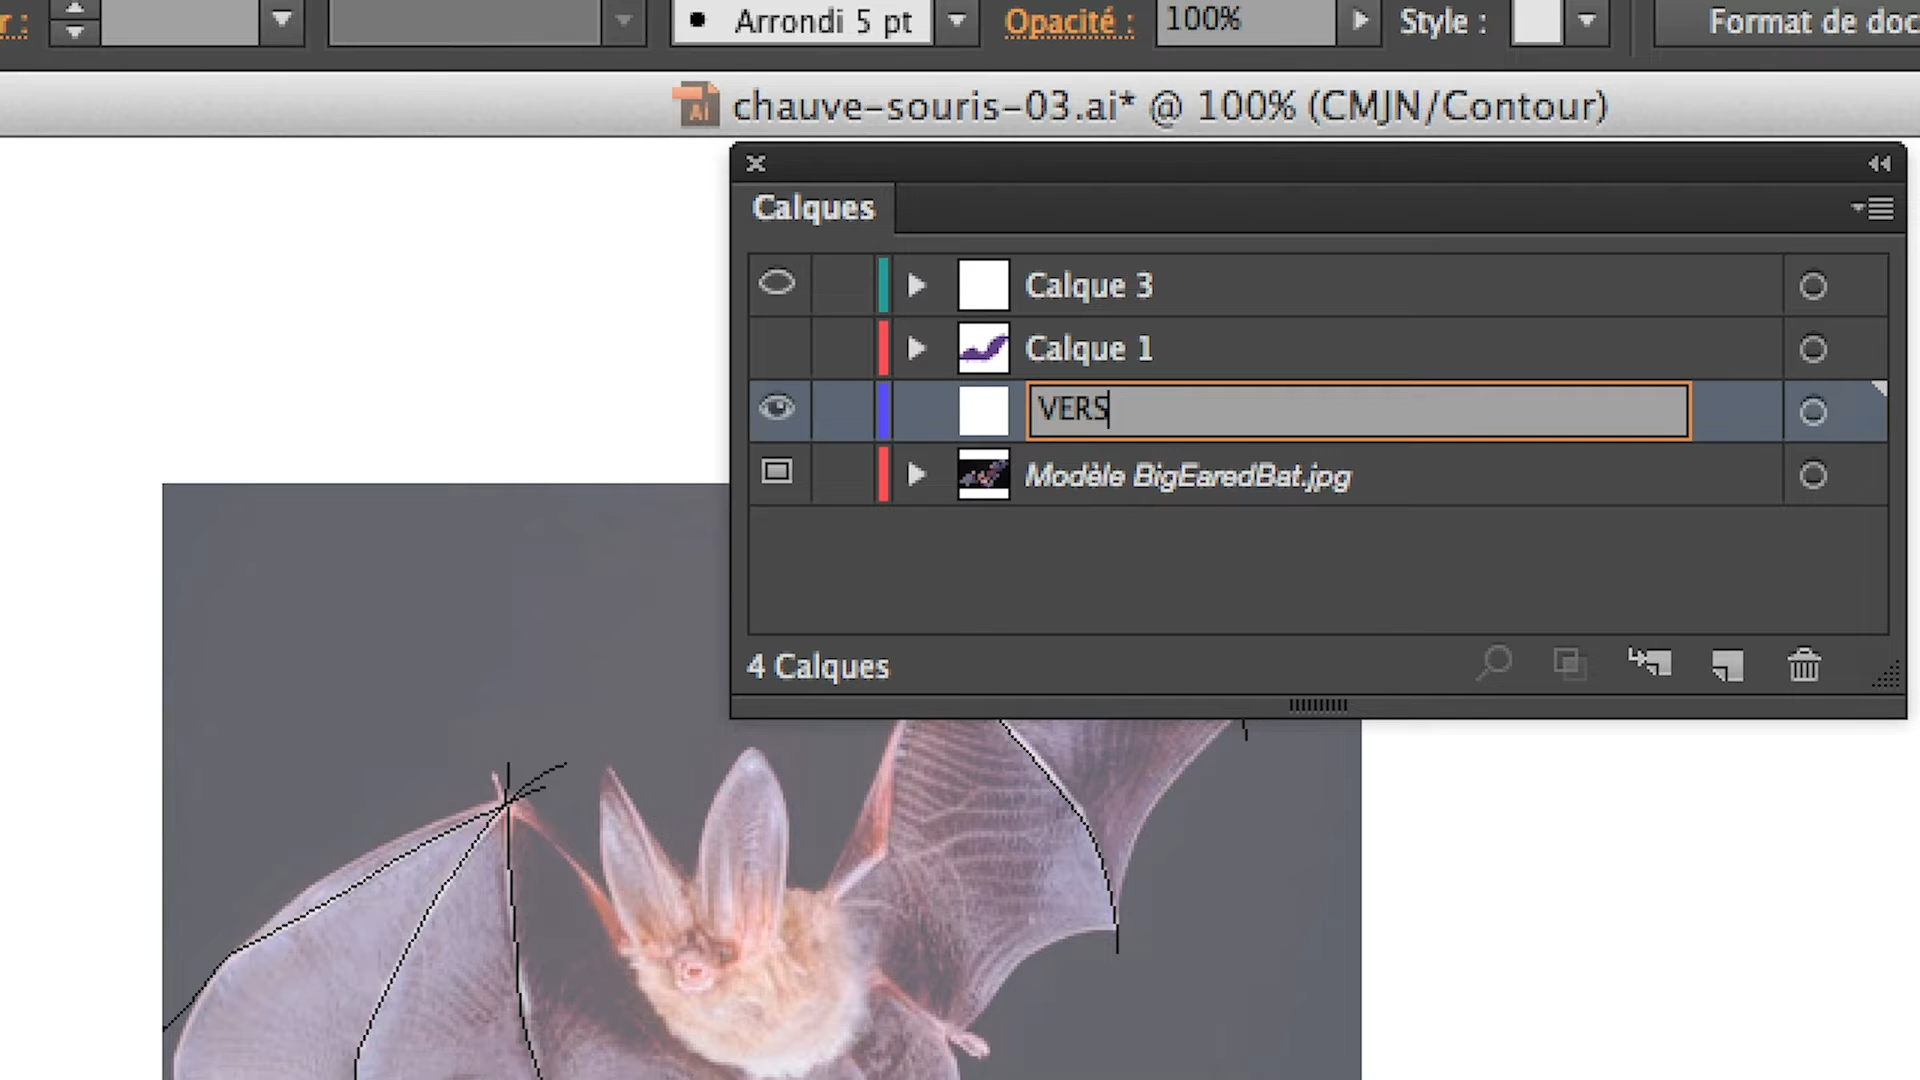 r :
Arrondi 5 pt
Opacité :
100%
Style :
Format de doc
Ai
chauve-souris-03.ai* @ 100% (CMJN/Contour)
Calques
Calque 3
Calque 1
VERS
Modèle BigEaredBat.jpg
4 Calques